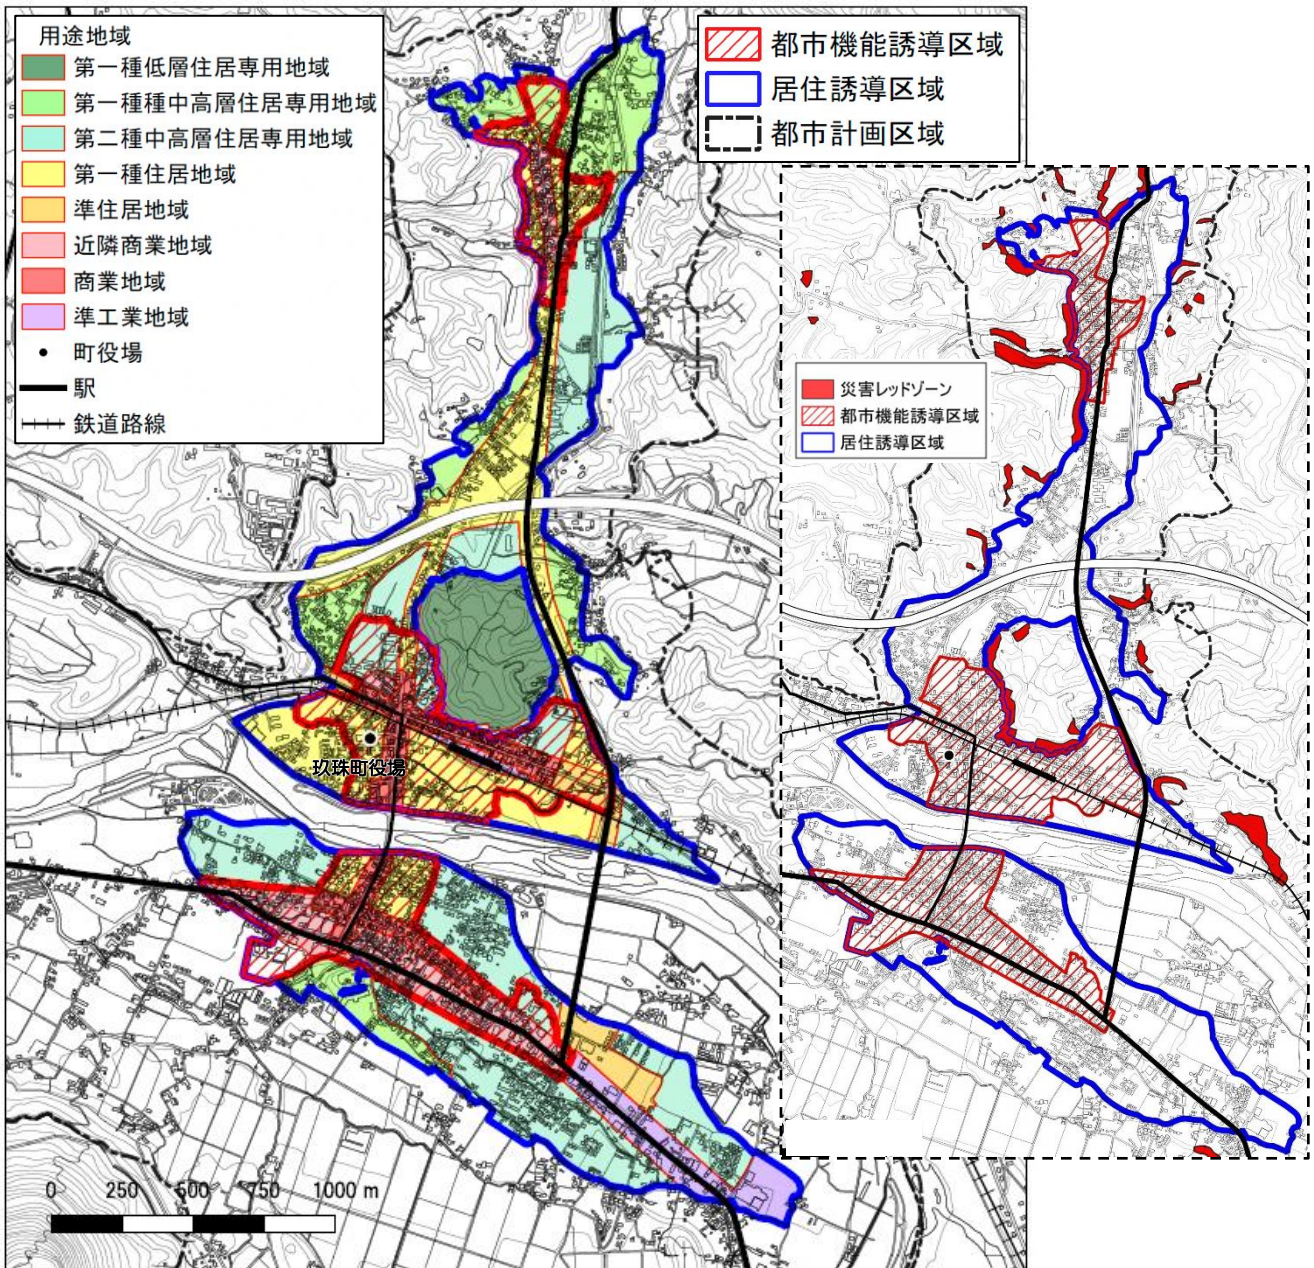 用途地域
第一種低層住居専用地域
第一種種中高層住居専用地域
第二種中高層住居専用地域
第一種住居地域
準住居地域
近隣商業地域
商業地域
準工業地域
町役場
駅
鉄道路線
都市機能誘導区域
居住誘導区域
都市計画区域
災害レッドゾーン
都市機能誘導区域
居住誘導区域
玖珠町役場
0 250 500 750 1000 m